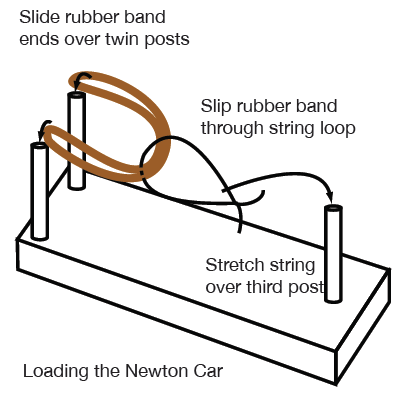 Slide rubber band
ends over twin posts
Slip rubber band
through string loop
Stretch string
over third post
Loading the Newton Car